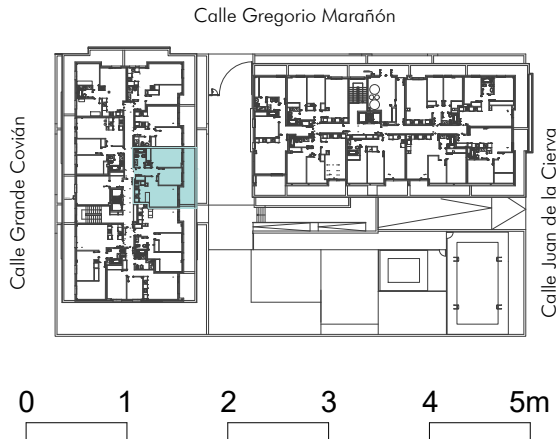 Calle Gregorio Marañón
Calle Grande Covián
Calle Juan de la Cierva
0 1 2 3 4 5m